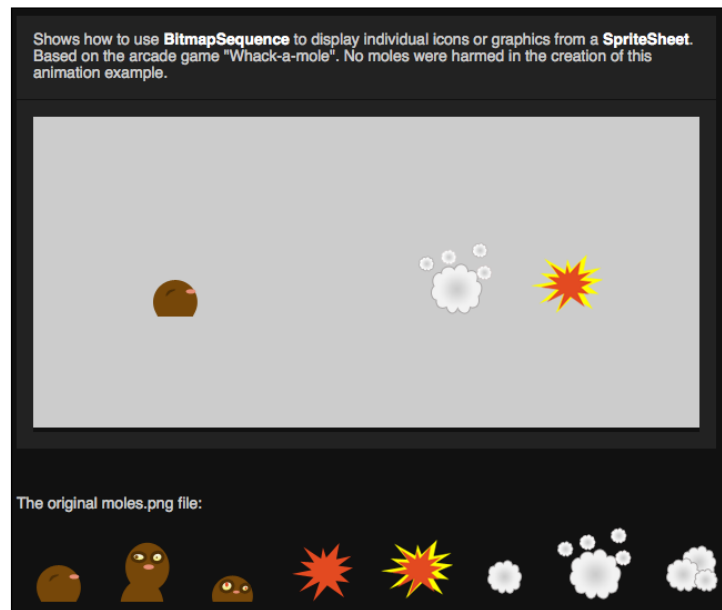 Shows how to use BitmapSequence to display individual icons or graphics from a SpriteSheet.
Based on the arcade game "Whack-a-mole". No moles were harmed in the creation of this
animation example.
The original moles.png file: